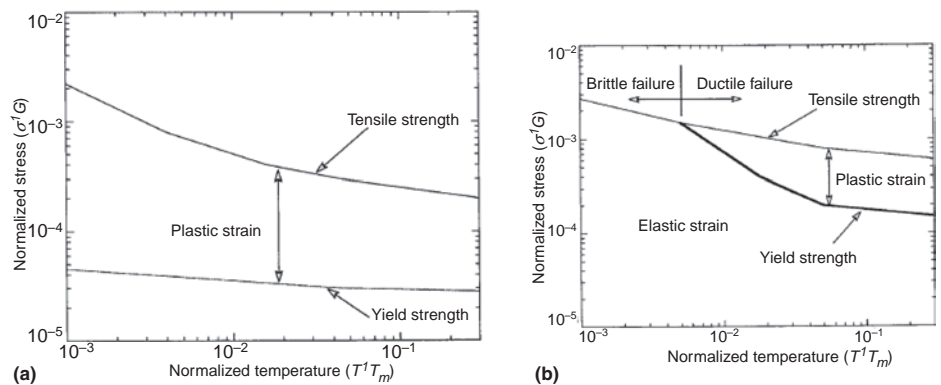 10⁻²
10⁻³
10⁻⁴
10⁻⁵
Normalized stress (σ¹G)
Tensile strength
Plastic strain
Yield strength
10⁻³
10⁻²
10⁻¹
Normalized temperature (T¹Tₘ)
(a)
10⁻²
10⁻³
10⁻⁴
10⁻⁵
Normalized stress (σ¹G)
Brittle failure
Ductile failure
Tensile strength
Plastic strain
Elastic strain
Yield strength
10⁻³
10⁻²
10⁻¹
Normalized temperature (T¹Tₘ)
(b)